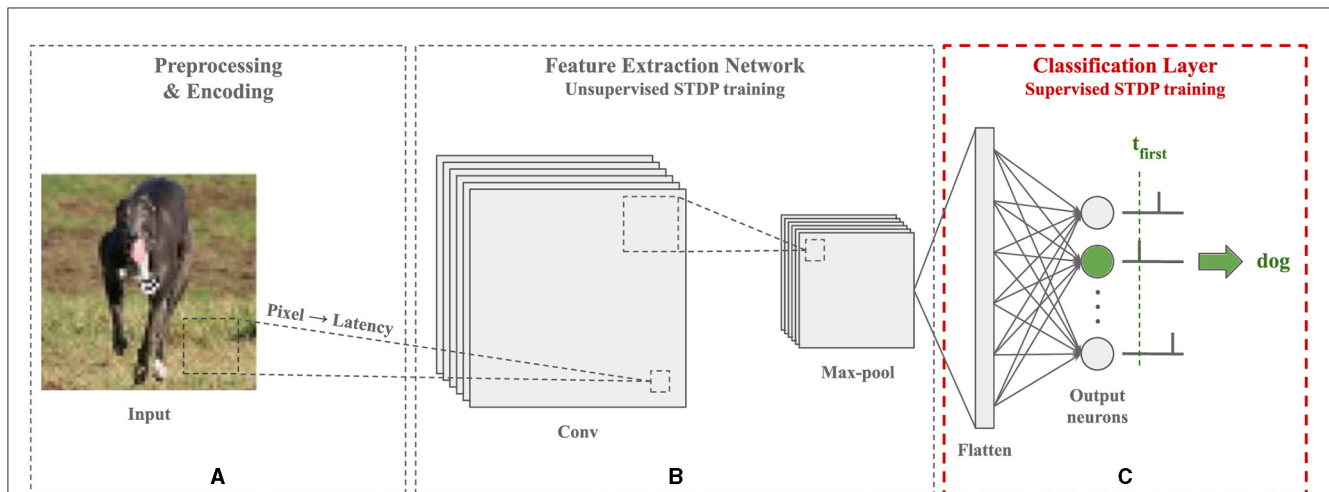 Preprocessing
& Encoding
Input
A
Pixel → Latency
Feature Extraction Network
Unsupervised STDP training
Conv
Max-pool
B
Classification Layer
Supervised STDP training
t_first
dog
Output
neurons
Flatten
C